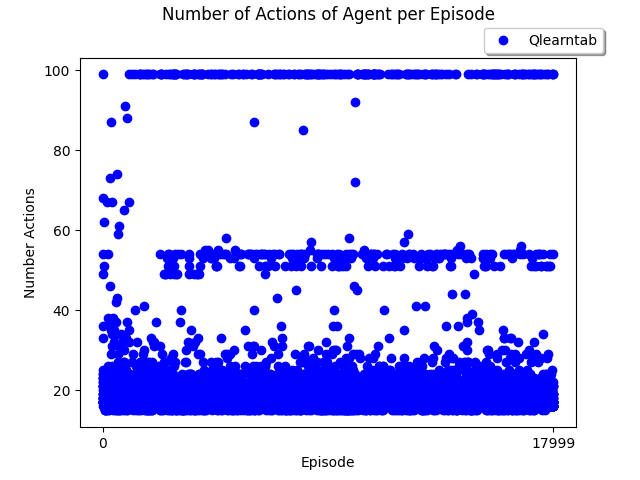 Number of Actions of Agent per Episode
Qlearntab
100
80
60
40
20
Number Actions
0
17999
Episode